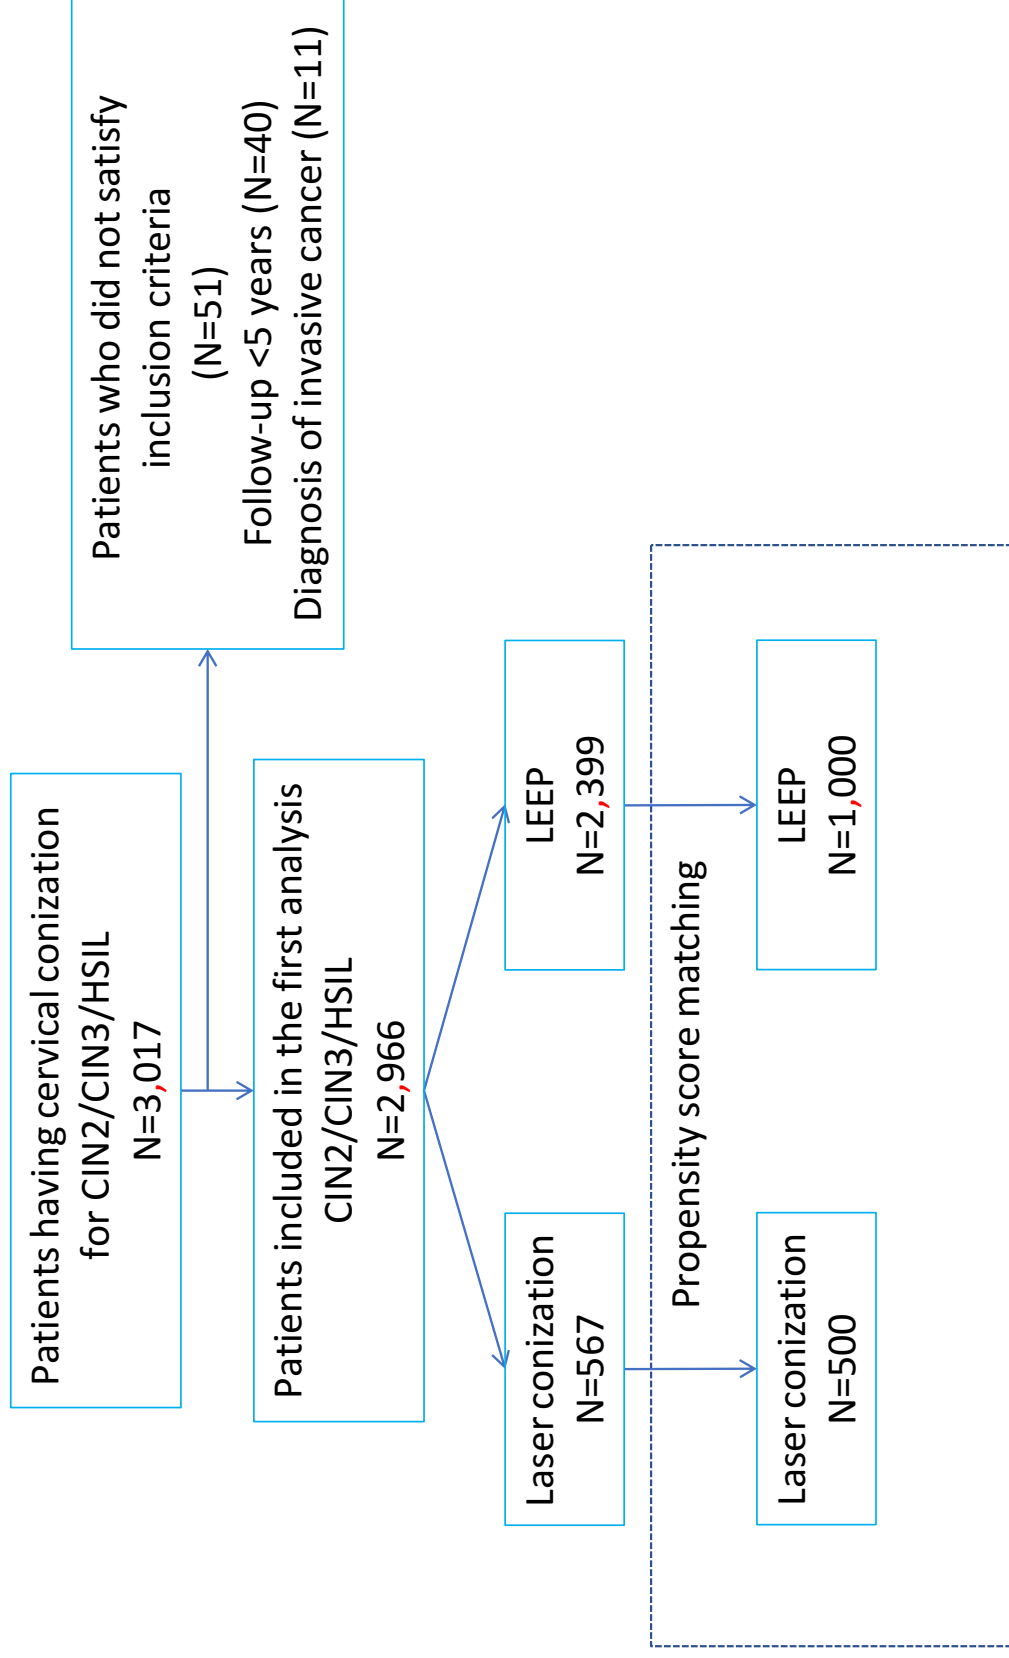 Patients having cervical conization
for CIN2/CIN3/HSIL
N=3,017
Patients who did not satisfy
inclusion criteria
(N=51)
Follow-up <5 years (N=40)
Diagnosis of invasive cancer (N=11)
Patients included in the first analysis
CIN2/CIN3/HSIL
N=2,966
Laser conization
N=567
LEEP
N=2,399
Propensity score matching
Laser conization
N=500
LEEP
N=1,000